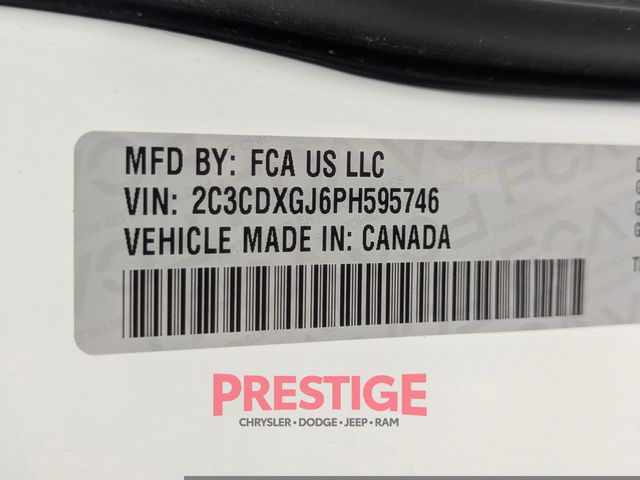 MFD BY: FCA US LLC
VIN: 2C3CDXGJ6PH595746
VEHICLE MADE IN: CANADA
PRESTIGE
CHRYSLER • DODGE • JEEP • RAM